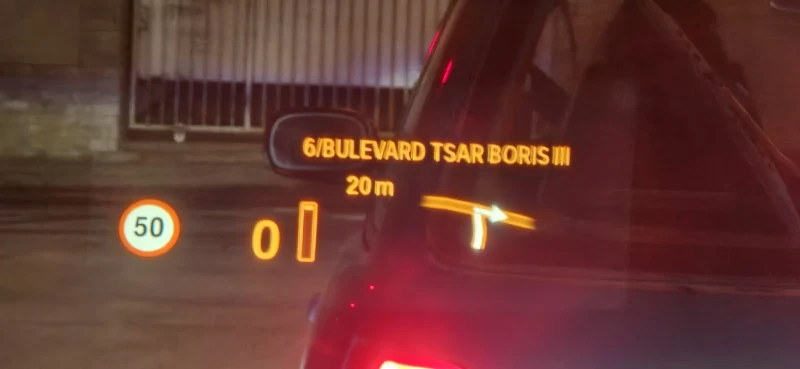 6/BULEVARD TSAR BORIS III
20 m
50
0